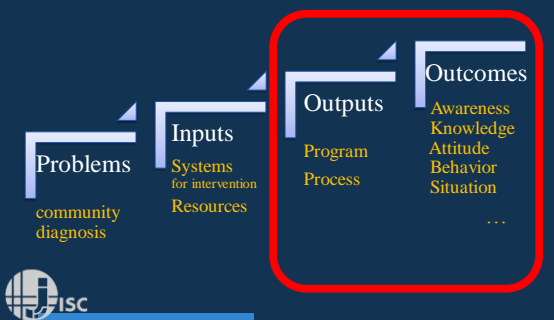 Problems
community
diagnosis
Inputs
Systems
for intervention
Resources
Outputs
Program
Process
Outcomes
Awareness
Knowledge
Attitude
Behavior
Situation
…
ISC